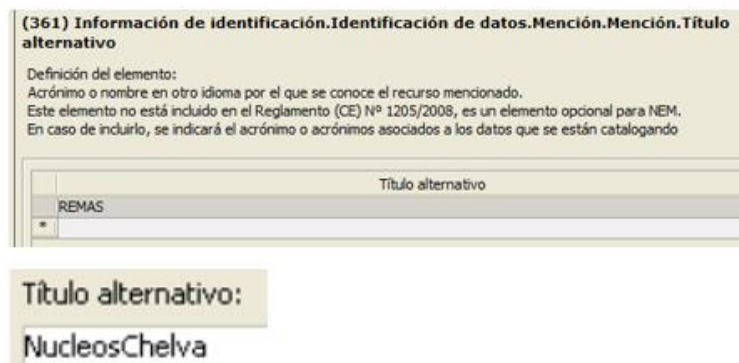 (361) Información de identificación.Identificación de datos.Mención.Mención.Título
alternativo
Definición del elemento:
Acrónimo o nombre en otro idioma por el que se conoce el recurso mencionado.
Este elemento no está incluido en el Reglamento (CE) Nº 1205/2008, es un elemento opcional para NEM.
En caso de incluirlo, se indicará el acrónimo o acrónimos asociados a los datos que se están catalogando
Título alternativo
REMAS
*
Título alternativo:
NucleosChelva